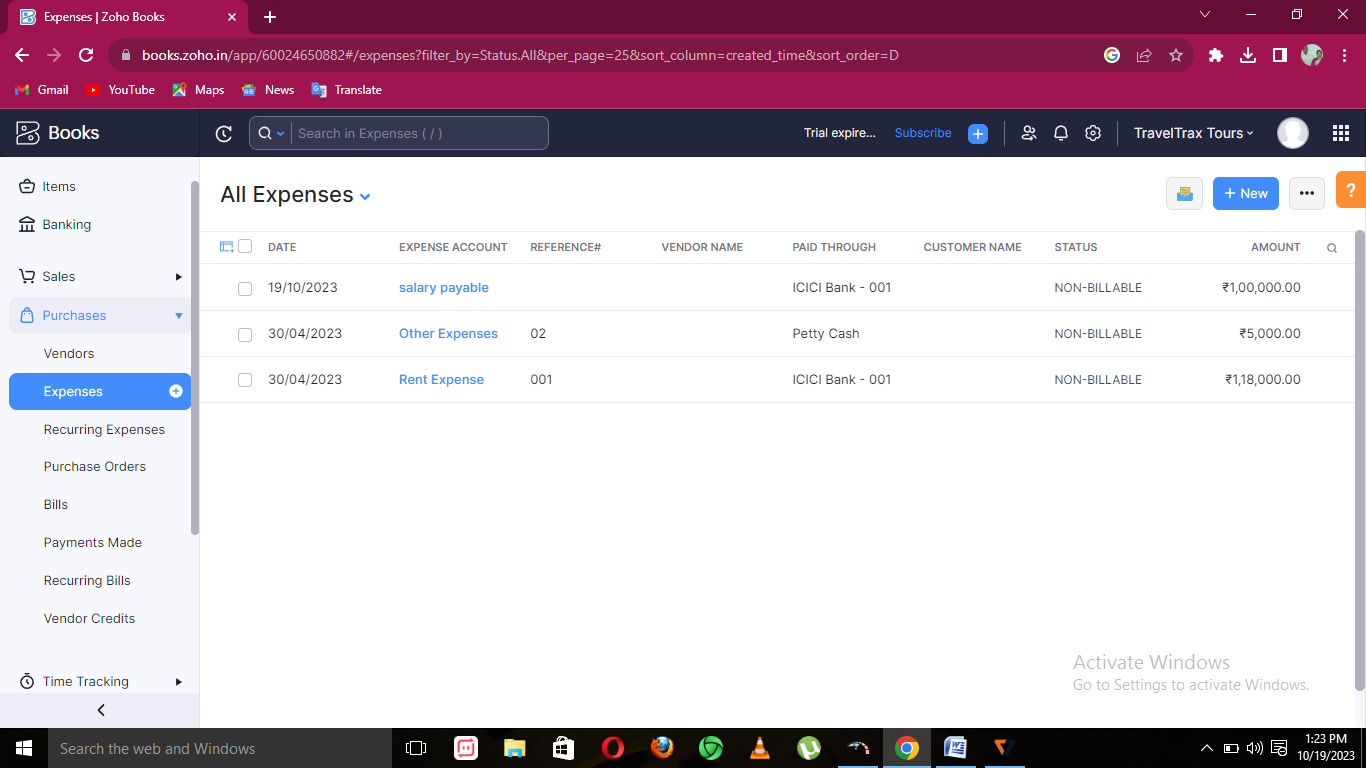 Expenses | Zoho Books
books.zoho.in/app/60024650882#/expenses?filter_by=Status.All&per_page=25&sort_column=created_time&sort_order=D
Gmail YouTube Maps News Translate
Books
Search in Expenses ( / )
Trial expire... Subscribe
TravelTrax Tours
Items
Banking
Sales
Purchases
Vendors
Expenses
Recurring Expenses
Purchase Orders
Bills
Payments Made
Recurring Bills
Vendor Credits
Time Tracking
All Expenses
+ New
?
DATE EXPENSE ACCOUNT REFERENCE# VENDOR NAME PAID THROUGH CUSTOMER NAME STATUS AMOUNT
19/10/2023 salary payable ICICI Bank - 001 NON-BILLABLE ₹1,00,000.00
30/04/2023 Other Expenses 02 Petty Cash NON-BILLABLE ₹5,000.00
30/04/2023 Rent Expense 001 ICICI Bank - 001 NON-BILLABLE ₹1,18,000.00
Activate Windows
Go to Settings to activate Windows.
Search the web and Windows
1:23 PM
10/19/2023